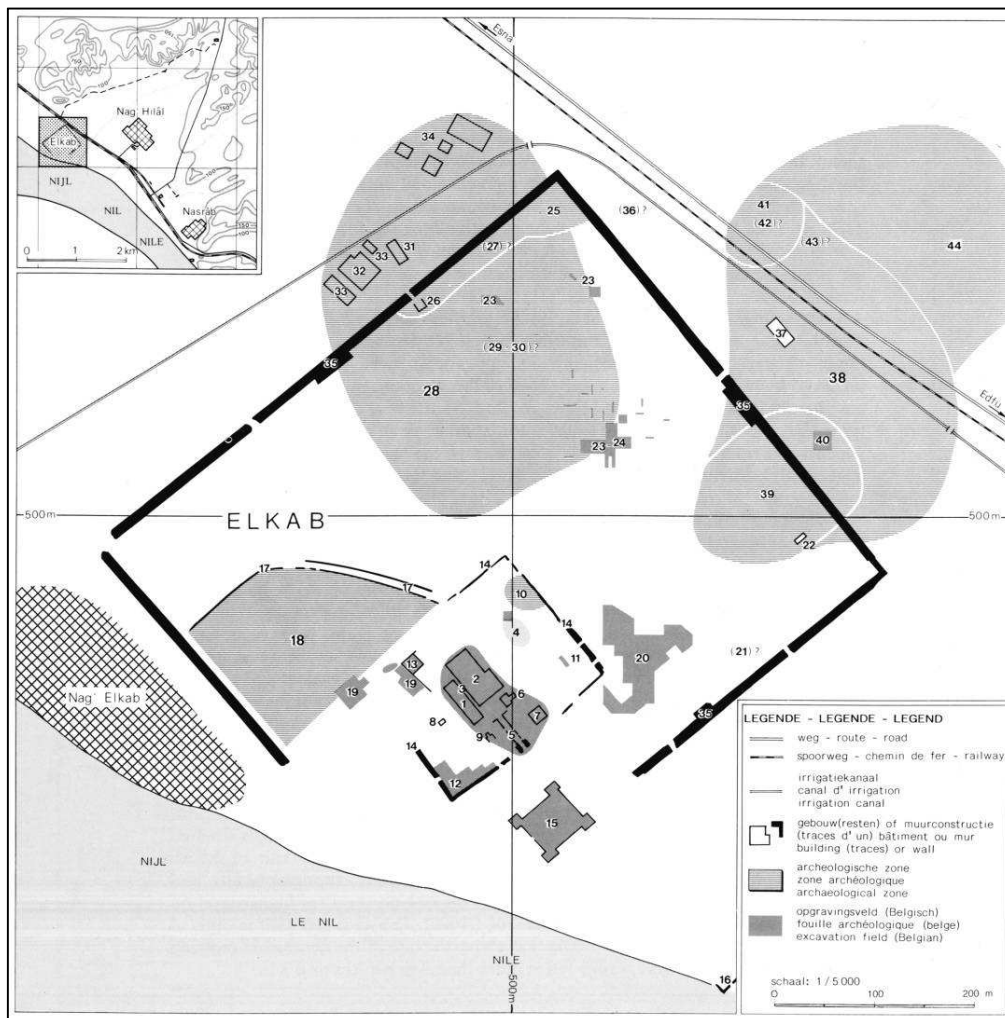 Esna
Nag' Hilâl
Elkab
NIJL
NIL
NILE
Nasrab
100
100
150
100
0 1 2 km
34
25
(36)?
41
(42)?
(43)?
44
(27)?
31
33
32
33
26
23
23
37
(29 - 30)?
35
28
38
35
Edfu
23
24
40
39
500m
ELKAB
500m
22
17
14
17
10
18
4
14
11
20
(21)?
13
19
19
2
3
1
6
7
8
9
5
35
Nag' Elkab
14
12
15
NIJL
LE NIL
NILE
500m
16
LEGENDE - LEGENDE - LEGEND
weg - route - road
spoorweg - chemin de fer - railway
irrigatiekanaal
canal d' irrigation
irrigation canal
gebouw(resten) of muurconstructie
(traces d' un) bâtiment ou mur
building (traces) or wall
archeologische zone
zone archéologique
archaeological zone
opgravingsveld (Belgisch)
fouille archéologique (belge)
excavation field (Belgian)
schaal: 1 / 5 000
0 100 200 m